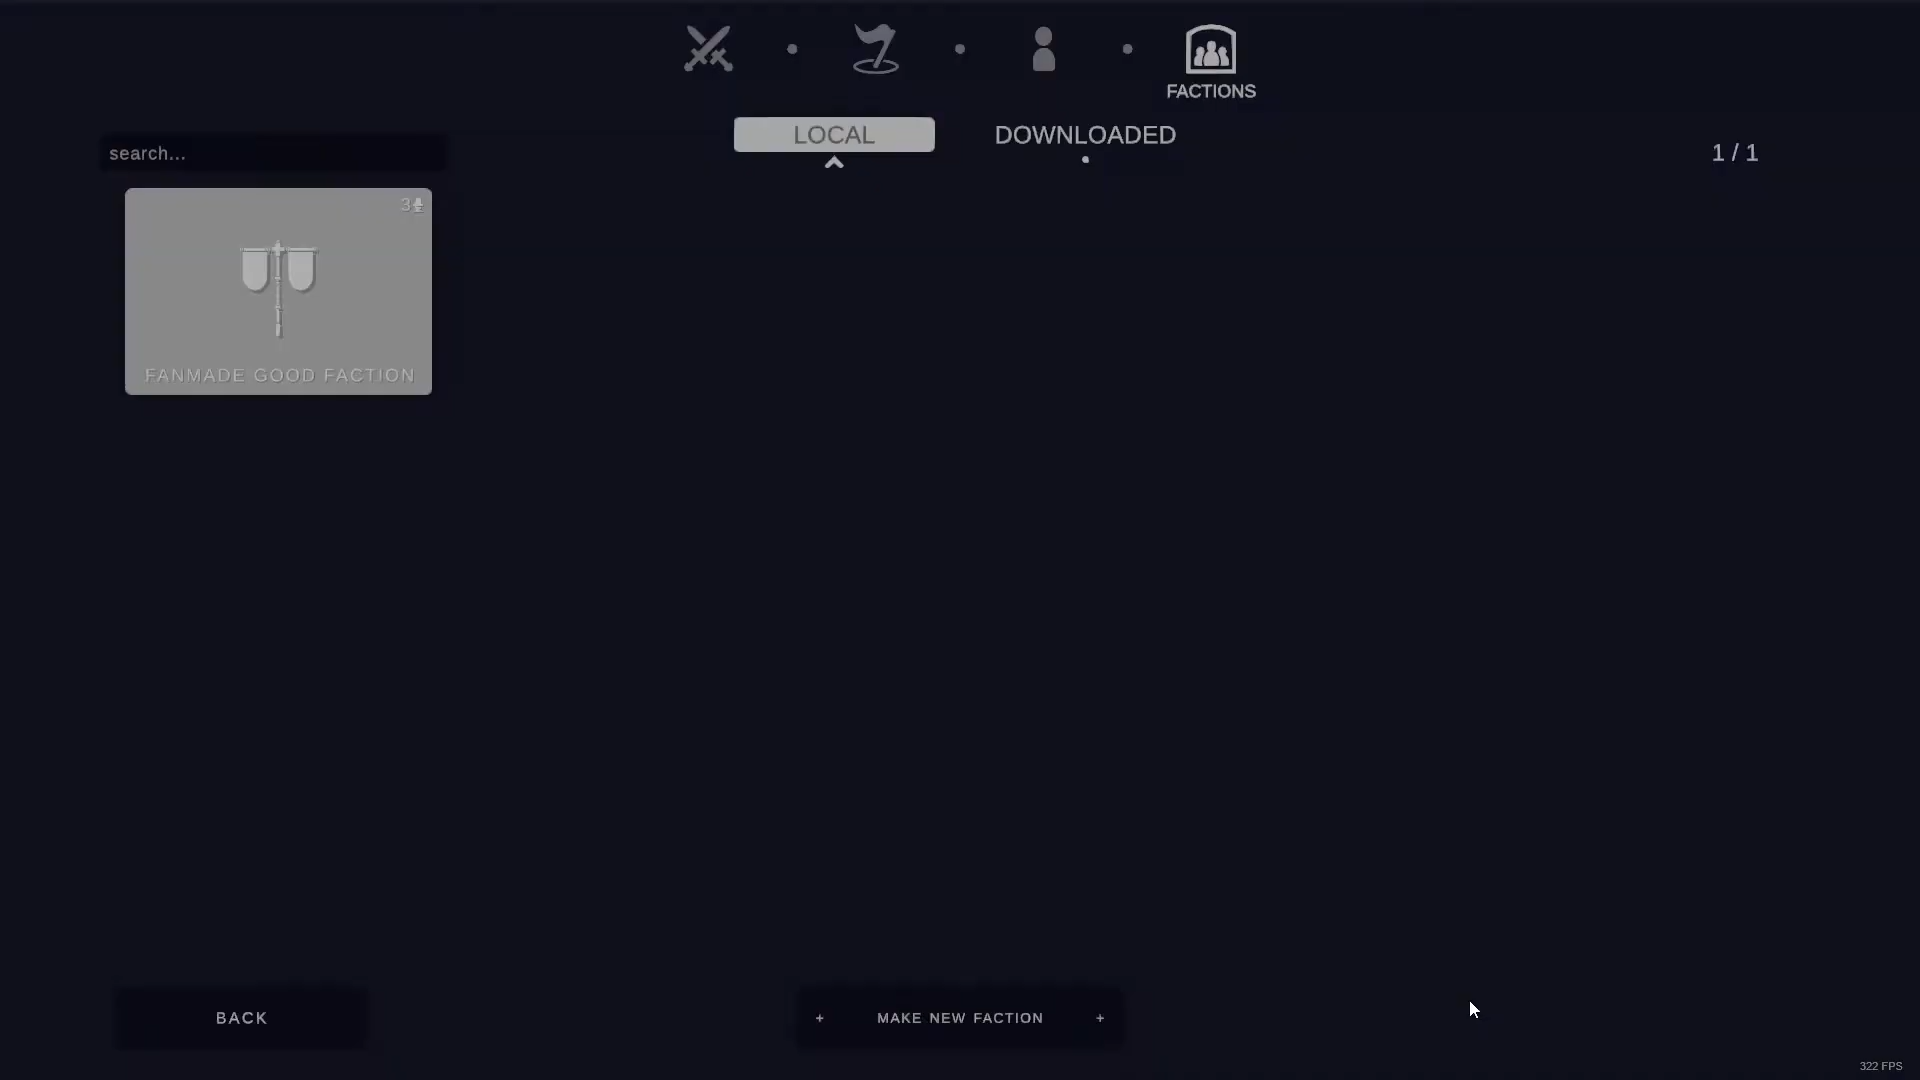 FACTIONS
LOCAL
DOWNLOADED
search...
1 / 1
3
FANMADE GOOD FACTION
BACK
+ MAKE NEW FACTION +
322 FPS